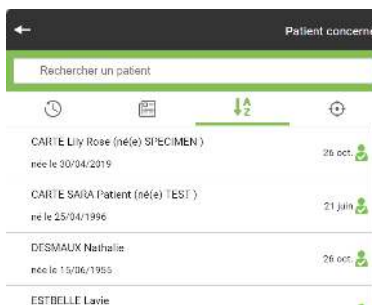 Patient concerne
Rechercher un patient
CARTE Lily Rose (né(e) SPECIMEN )
née le 30/04/2019
26 oct.
CARTE SARA Patient (né(e) TEST )
né le 25/04/1996
21 juin
DESMAUX Nathalie
née le 15/06/1955
26 oct.
ESTBELLE Lavie